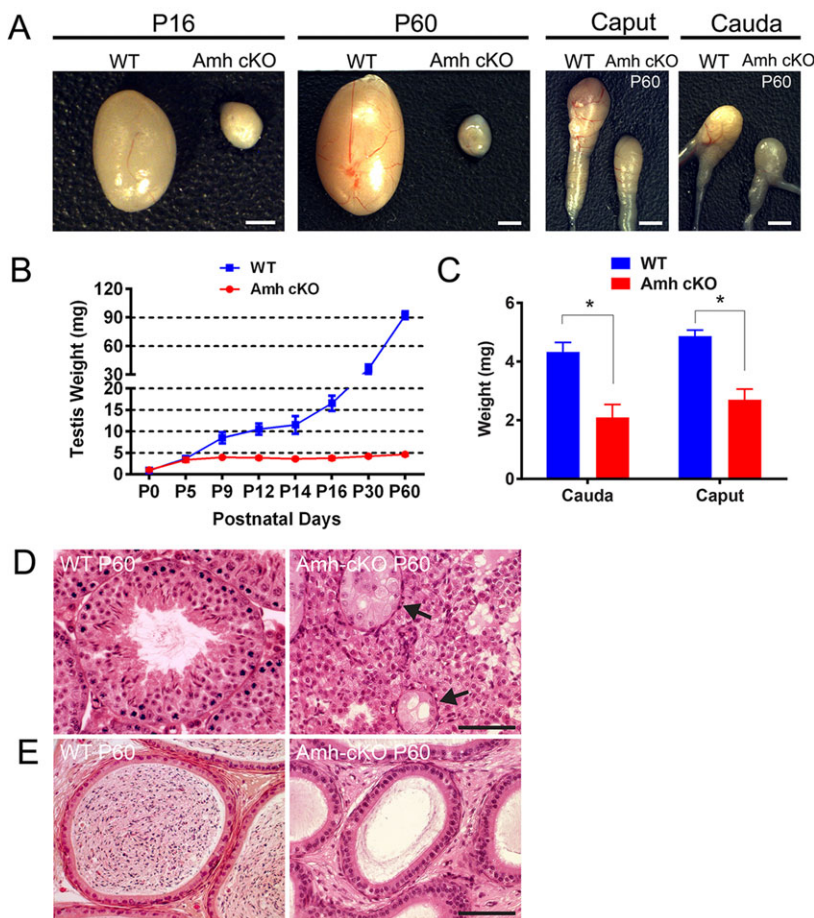 A
P16
P60
Caput
Cauda
WT
Amh cKO
WT
Amh cKO
WT
Amh cKO
WT
Amh cKO
P60
P60
B
WT
Amh cKO
Testis Weight (mg)
120
90
60
30
20
15
10
5
0
P0 P5 P9 P12 P14 P16 P30 P60
Postnatal Days
C
WT
Amh cKO
Weight (mg)
6
4
2
0
*
*
Cauda
Caput
D
WT P60
Amh-cKO P60
E
WT P60
Amh-cKO P60